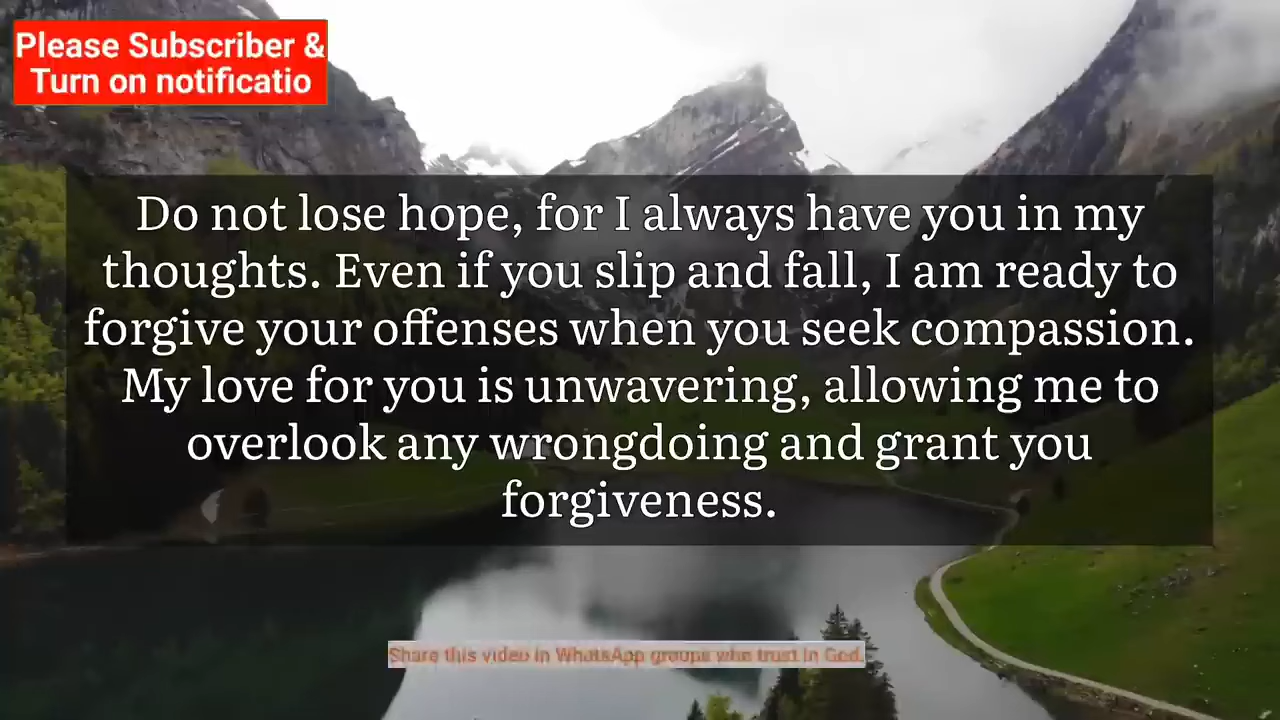 Please Subscriber &
Turn on notificatio
Do not lose hope, for I always have you in my
thoughts. Even if you slip and fall, I am ready to
forgive your offenses when you seek compassion.
My love for you is unwavering, allowing me to
overlook any wrongdoing and grant you
forgiveness.
Share this video in WhatsApp groups who trust in God.